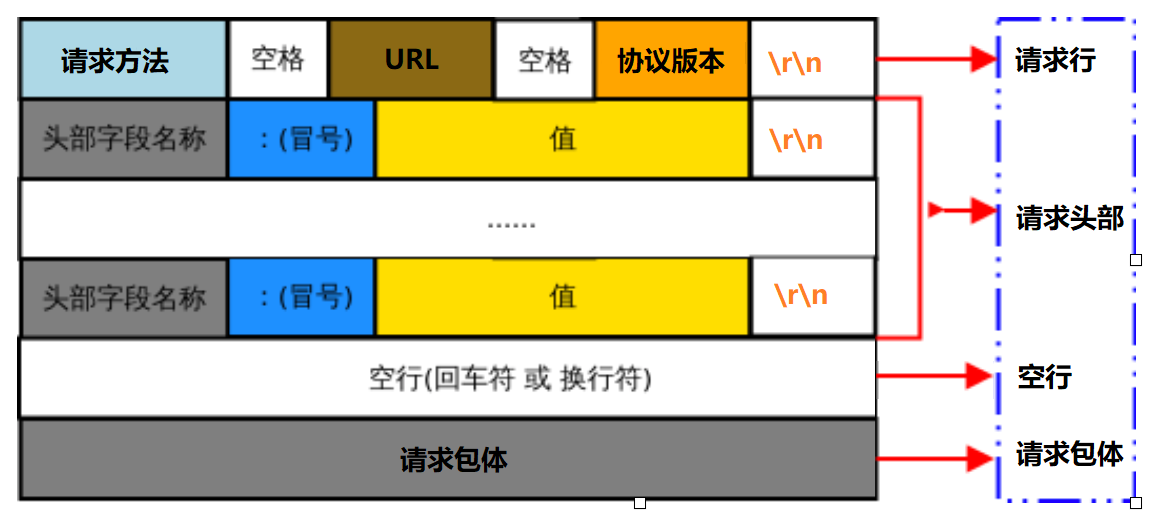 请求方法 空格 URL 空格 协议版本 \r\n 请求行
头部字段名称 : (冒号) 值 \r\n
...... 请求头部
头部字段名称 : (冒号) 值 \r\n
空行(回车符 或 换行符) 空行
请求包体 请求包体